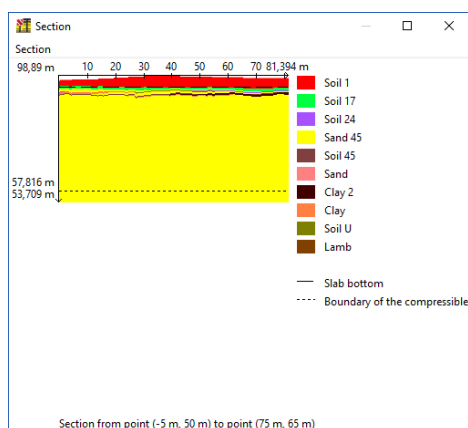 Section
Section
98,89 m
10 20 30 40 50 60 70 81,394 m
57,816 m
53,709 m
Soil 1
Soil 17
Soil 24
Sand 45
Soil 45
Sand
Clay 2
Clay
Soil U
Lamb
Slab bottom
Boundary of the compressible
Section from point (-5 m, 50 m) to point (75 m, 65 m)